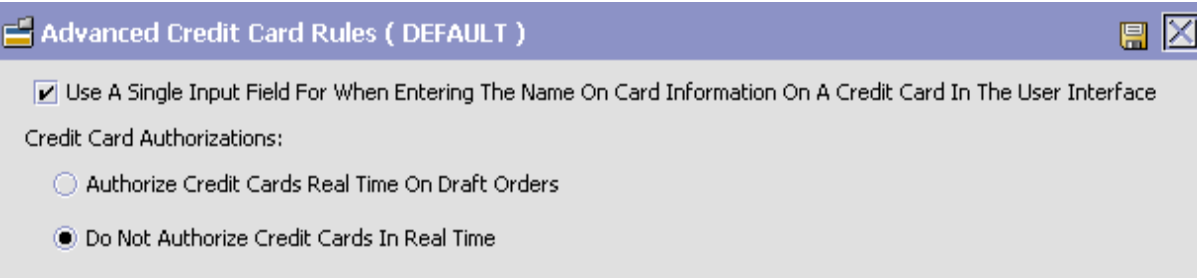 Advanced Credit Card Rules ( DEFAULT )
Use A Single Input Field For When Entering The Name On Card Information On A Credit Card In The User Interface
Credit Card Authorizations:
Authorize Credit Cards Real Time On Draft Orders
Do Not Authorize Credit Cards In Real Time